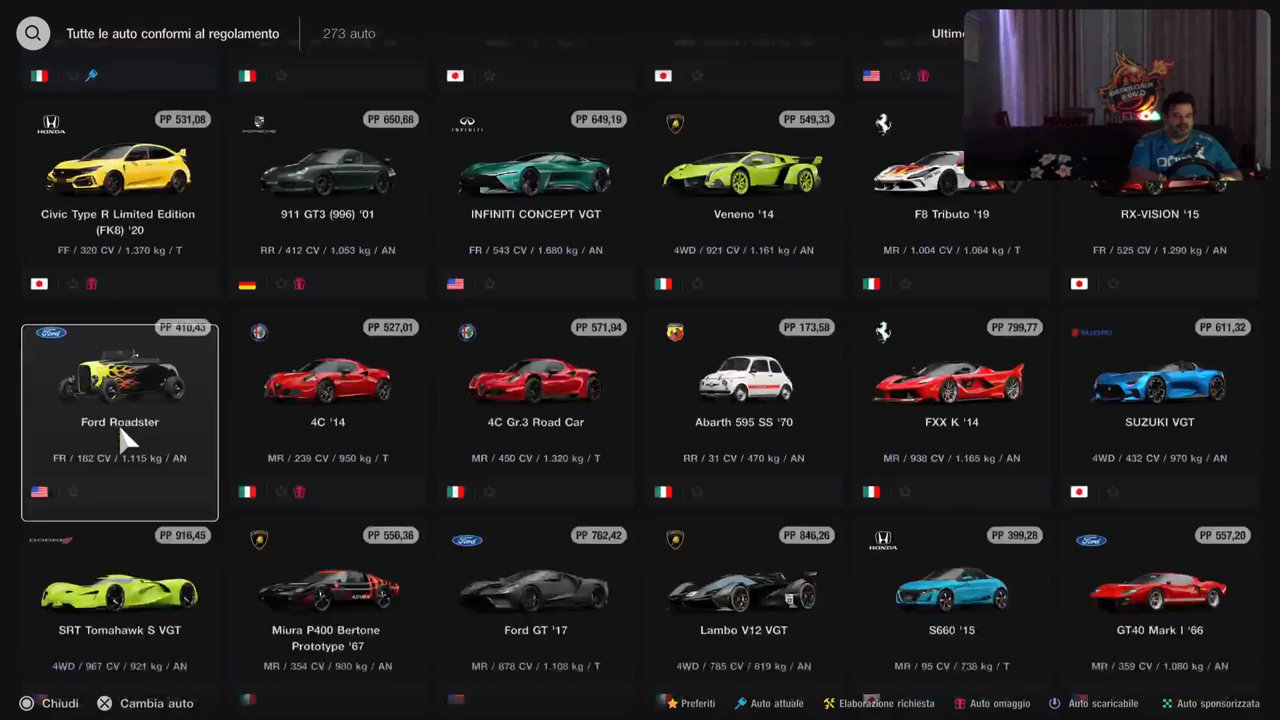 Tutte le auto conformi al regolamento 273 auto Ultime
HONDA PP 531,08
Civic Type R Limited Edition
(FK8) '20
FF / 320 CV / 1.370 kg / T
PORSCHE PP 650,68
911 GT3 (996) '01
RR / 412 CV / 1.053 kg / AN
INFINITI PP 649,19
INFINITI CONCEPT VGT
FR / 543 CV / 1.680 kg / AN
PP 549,33
Veneno '14
4WD / 921 CV / 1.161 kg / AN
F8 Tributo '19
MR / 1.004 CV / 1.064 kg / T
RX-VISION '15
FR / 525 CV / 1.290 kg / AN
Ford PP 410,43
Ford Roadster
FR / 182 CV / 1.115 kg / AN
PP 527,01
4C '14
MR / 239 CV / 950 kg / T
PP 571,94
4C Gr.3 Road Car
MR / 450 CV / 1.320 kg / T
PP 173,58
Abarth 595 SS '70
RR / 31 CV / 470 kg / AN
PP 799,77
FXX K '14
MR / 938 CV / 1.165 kg / AN
SUZUKI PP 611,32
SUZUKI VGT
4WD / 432 CV / 970 kg / AN
DODGE PP 916,45
SRT Tomahawk S VGT
4WD / 967 CV / 921 kg / AN
PP 556,36
Miura P400 Bertone
Prototype '67
MR / 354 CV / 980 kg / AN
Ford PP 762,42
Ford GT '17
MR / 878 CV / 1.108 kg / T
PP 846,26
Lambo V12 VGT
4WD / 785 CV / 819 kg / AN
HONDA PP 399,28
S660 '15
MR / 95 CV / 738 kg / T
Ford PP 557,20
GT40 Mark I '66
MR / 359 CV / 1.080 kg / AN
Chiudi Cambia auto Preferiti Auto attuale Elaborazione richiesta Auto omaggio Auto scaricabile Auto sponsorizzata